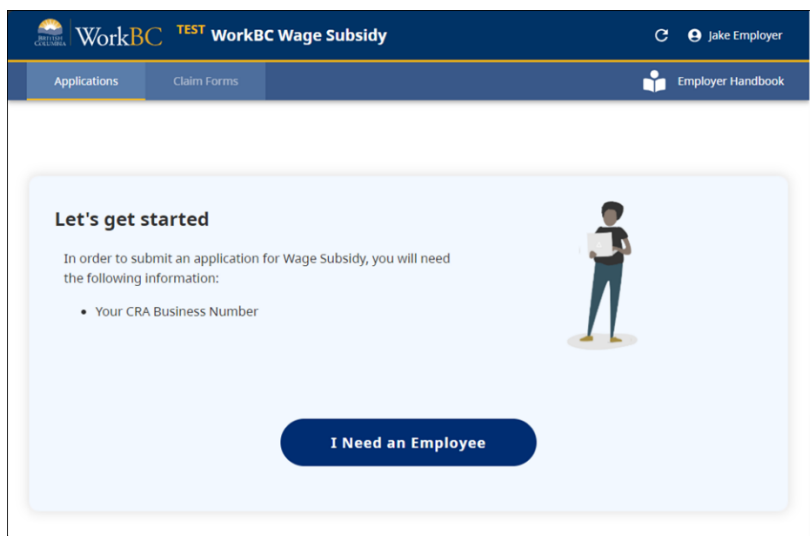 BRITISH COLUMBIA WorkBC TEST WorkBC Wage Subsidy Jake Employer
Applications Claim Forms Employer Handbook
Let's get started
In order to submit an application for Wage Subsidy, you will need
the following information:
• Your CRA Business Number
I Need an Employee